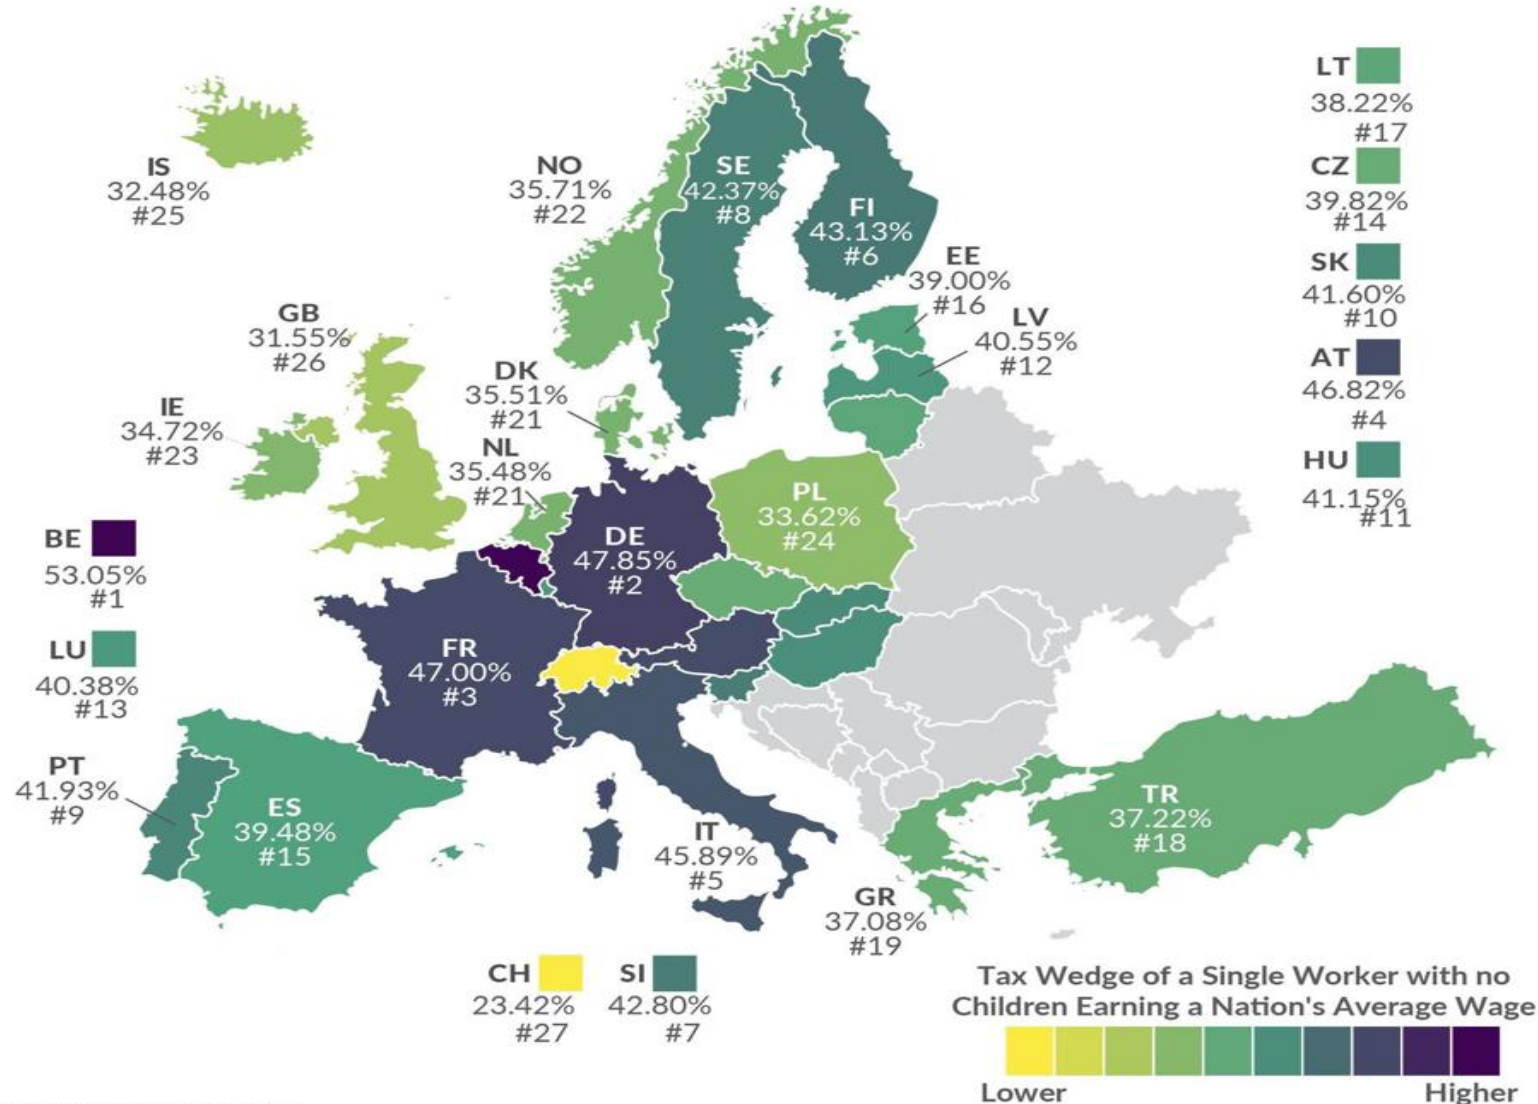 IS
32.48%
#25
NO
35.71%
#22
SE
42.37%
#8
FI
43.13%
#6
EE
39.00%
#16
LV
40.55%
#12
LT
38.22%
#17
CZ
39.82%
#14
SK
41.60%
#10
AT
46.82%
#4
HU
41.15%
#11
GB
31.55%
#26
IE
34.72%
#23
DK
35.51%
#21
NL
35.48%
#21
PL
33.62%
#24
DE
47.85%
#2
BE
53.05%
#1
LU
40.38%
#13
FR
47.00%
#3
PT
41.93%
#9
ES
39.48%
#15
IT
45.89%
#5
GR
37.08%
#19
TR
37.22%
#18
CH
23.42%
#27
SI
42.80%
#7
Tax Wedge of a Single Worker with no
Children Earning a Nation's Average Wage
Lower Higher